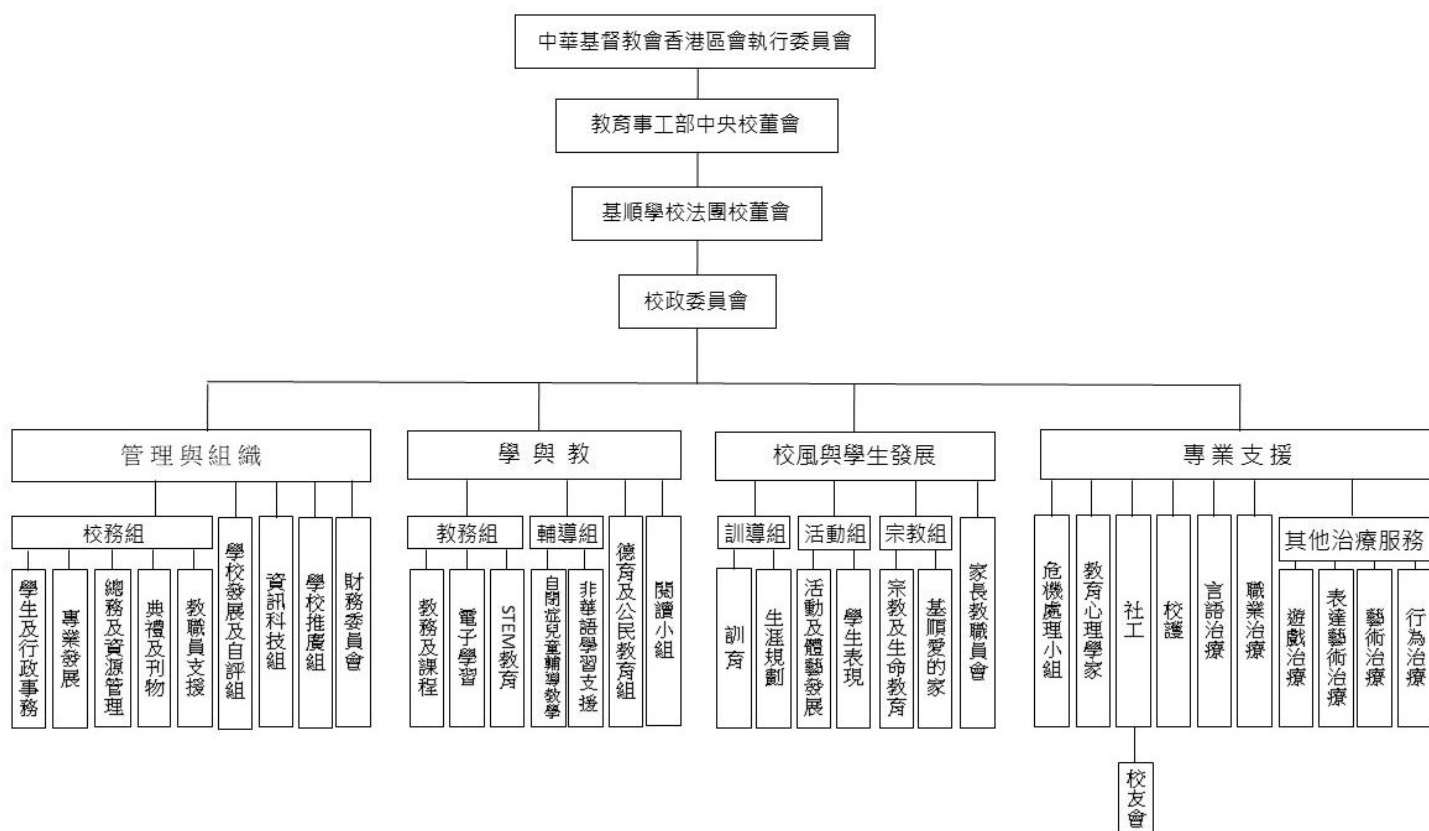 中華基督教會香港區會執行委員會
教育事工部中央校董會
基順學校法團校董會
校政委員會
管理與組織
學與教
校風與學生發展
專業支援
校務組
學生及行政事務
專業發展
總務及資源管理
典禮及刊物
教職員支援
學校發展及自評組
資訊科技組
學校推廣組
財務委員會
教務組
教務及課程
電子學習
STEM教育
輔導組
自閉症兒童輔導教學
非華語學習支援
德育及公民教育組
閱讀小組
訓導組
訓育
生涯規劃
活動組
活動及體藝發展
學生表現
宗教組
宗教及生命教育
基順愛的家
家長教職員會
危機處理小組
教育心理學家
社工
校護
言語治療
職業治療
其他治療服務
遊戲治療
表達藝術治療
藝術治療
行為治療
校友會